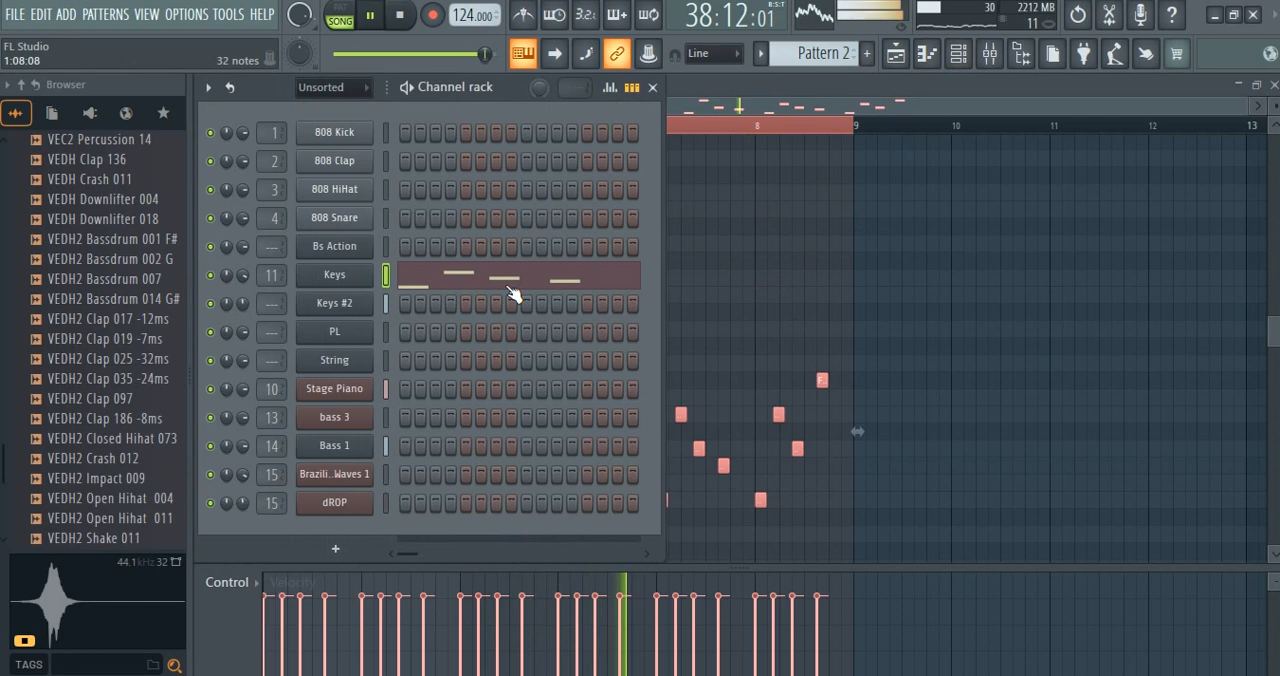 FILE EDIT ADD PATTERNS VIEW OPTIONS TOOLS HELP
PAT
SONG
124.000
3.2
38:12:01
B:S:T
30
2212 MB
11
FL Studio
1:08:08
32 notes
Line
Pattern 2
Browser
Unsorted
Channel rack
VEC2 Percussion 14
VEDH Clap 136
VEDH Crash 011
VEDH Downlifter 004
VEDH Downlifter 018
VEDH2 Bassdrum 001 F#
VEDH2 Bassdrum 002 G
VEDH2 Bassdrum 007
VEDH2 Bassdrum 014 G#
VEDH2 Clap 017 -12ms
VEDH2 Clap 019 -7ms
VEDH2 Clap 025 -32ms
VEDH2 Clap 035 -24ms
VEDH2 Clap 097
VEDH2 Clap 186 -8ms
VEDH2 Closed Hihat 073
VEDH2 Crash 012
VEDH2 Impact 009
VEDH2 Open Hihat 004
VEDH2 Open Hihat 011
VEDH2 Shake 011
44.1kHz 32
TAGS
1 808 Kick
2 808 Clap
3 808 HiHat
4 808 Snare
--- Bs Action
11 Keys
--- Keys #2
--- PL
--- String
10 Stage Piano
13 bass 3
14 Bass 1
15 Brazili..Waves 1
15 dROP
+
8 9 10 11 12 13
F.
Control
Velocity